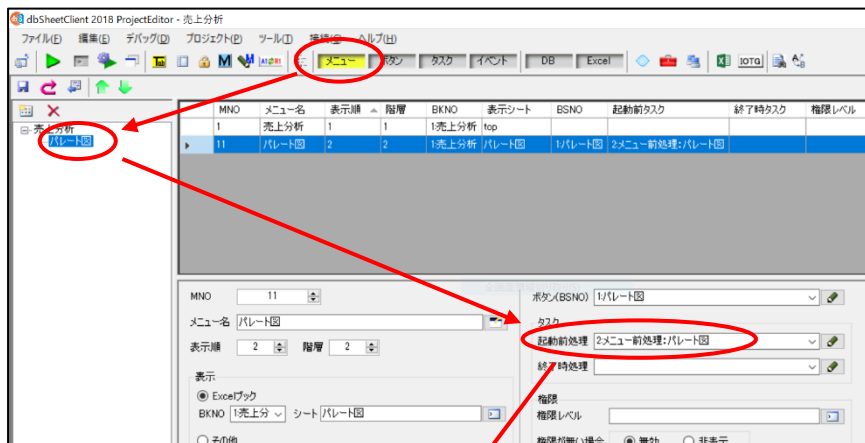 dbSheetClient 2018 ProjectEditor - 売上分析
ファイル(F) 編集(E) デバッグ(D) プロジェクト(P) ツール(T) ヘルプ(H)
メニュー ボタン タスク イベント DB Excel
MNO メニュー名 表示順 階層 BKNO 表示シート BSNO 起動前タスク 終了時タスク 権限レベル
売上分析
パレート図
1 売上分析 1 1 1:売上分析 top
11 パレート図 2 2 1:売上分析 パレート図 1:パレート図 2:メニュー前処理:パレート図
MNO 11
メニュー名 パレート図
表示順 2 階層 2
表示
Excelブック
BKNO 1:売上分 シート パレート図
その他
ボタン(BSNO) 1:パレート図
タスク
起動前処理 2:メニュー前処理:パレート図
終了時処理
権限
権限レベル
権限が無い場合 無効 非表示